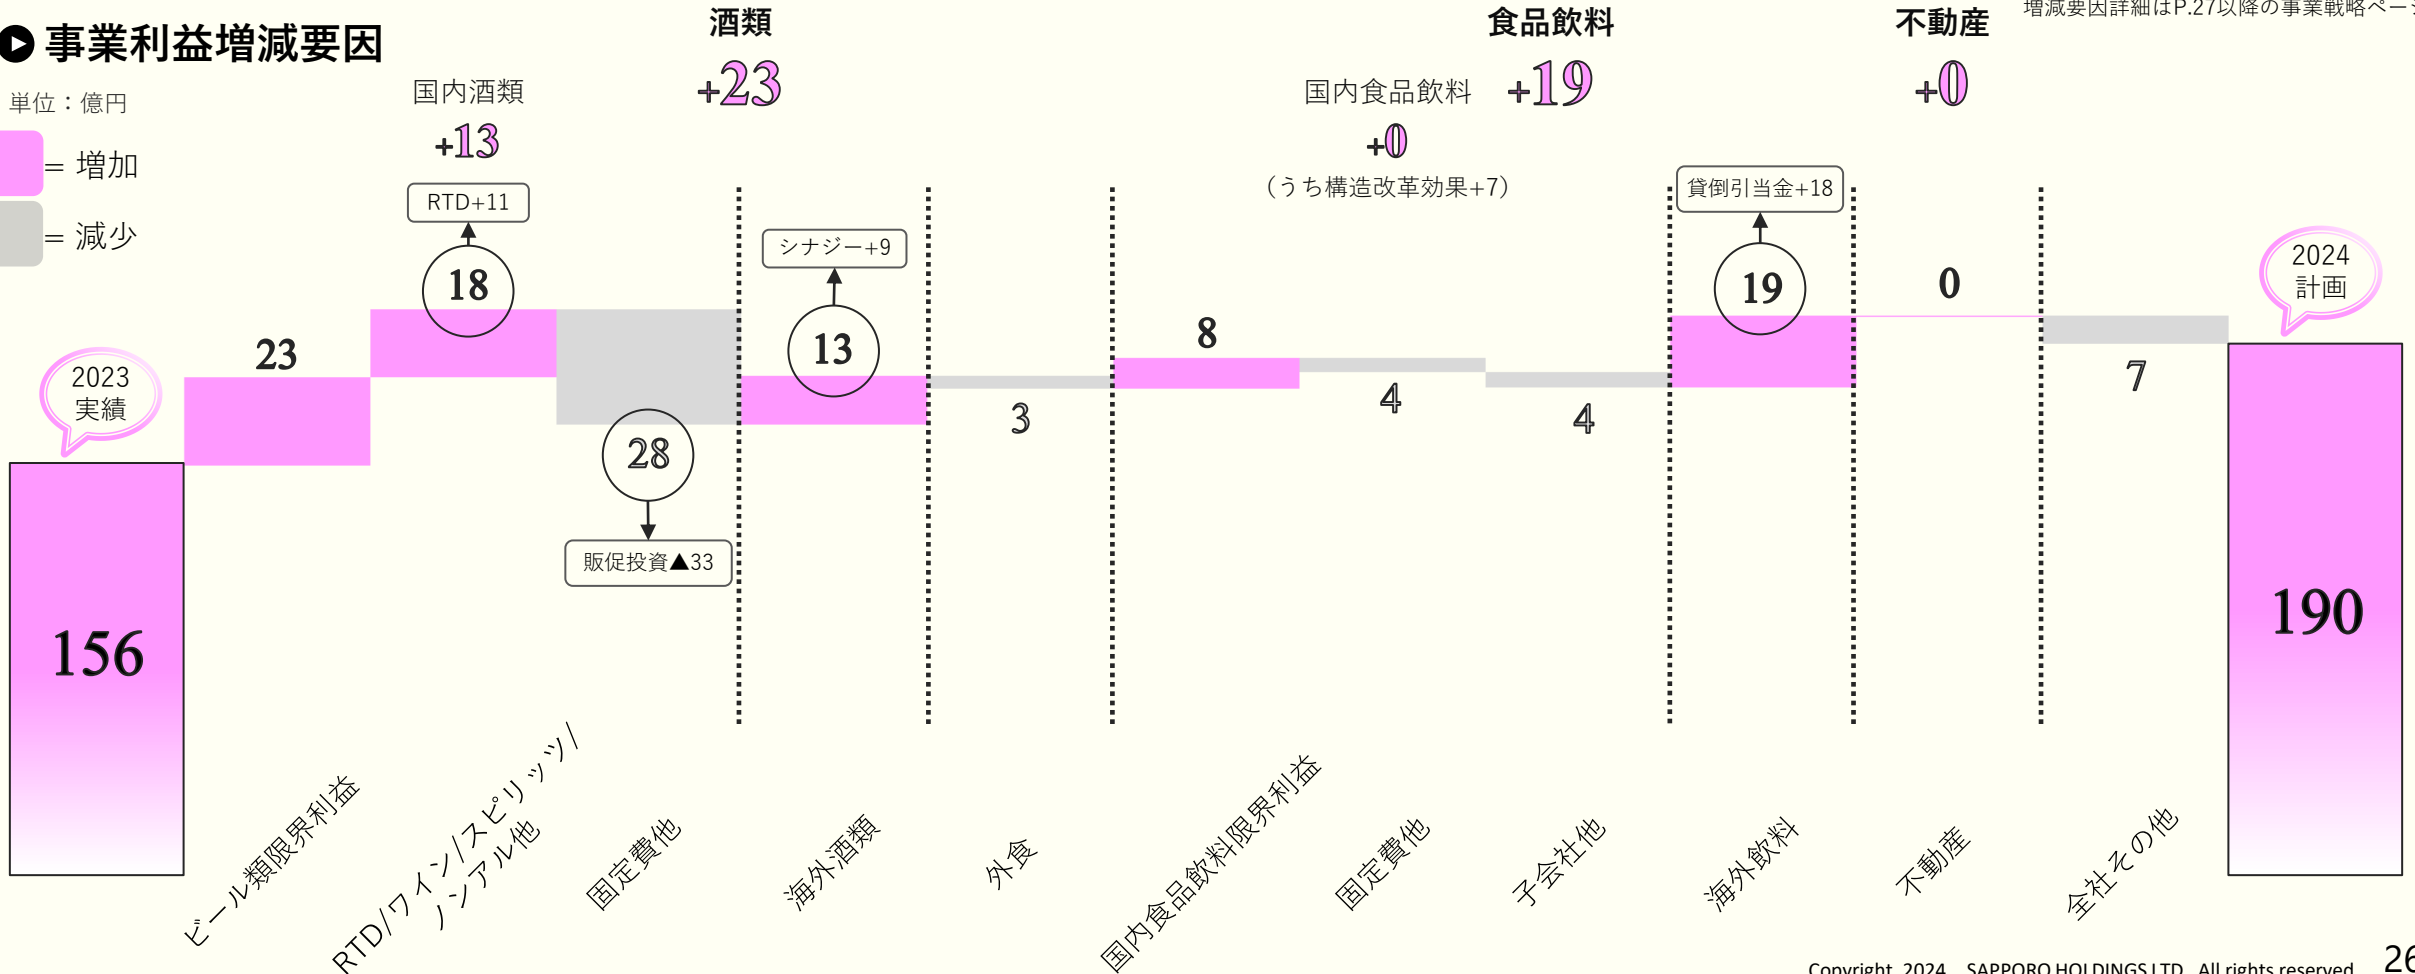 事業利益増減要因
増減要因詳細はP.27以降の事業戦略ペー
単位：億円
= 増加
= 減少
酒類
+23
国内酒類
+13
食品飲料
+19
国内食品飲料
+0
（うち構造改革効果+7）
不動産
+0
RTD+11
シナジー+9
貸倒引当金+18
販促投資▲33
2023
実績
156
23
18
28
13
3
8
4
4
19
0
7
2024
計画
190
ビール類限界利益
RTD/ワイン/スピリッツ/
ノンアル他
固定費他
海外酒類
外食
国内食品飲料限界利益
固定費他
子会社他
海外飲料
不動産
全社その他
Copyright, 2024 SAPPORO HOLDINGS LTD. All rights reserved.
26